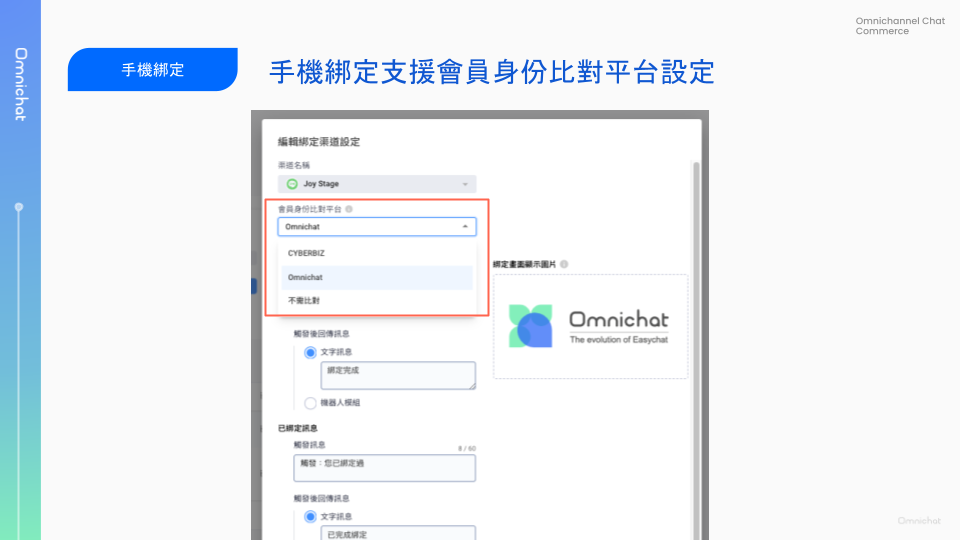 Omnichannel Chat
Commerce
Omnichat
手機綁定
手機綁定支援會員身份比對平台設定
編輯綁定渠道設定
渠道名稱
Joy Stage
會員身份比對平台
Omnichat
CYBERBIZ
Omnichat
不需比對
綁定畫面顯示圖片
Omnichat
The evolution of Easychat
觸發後回傳訊息
文字訊息
綁定完成
機器人模組
已綁定訊息
觸發訊息
8 / 60
觸發：您已綁定過
觸發後回傳訊息
文字訊息
已完成綁定
Omnichat